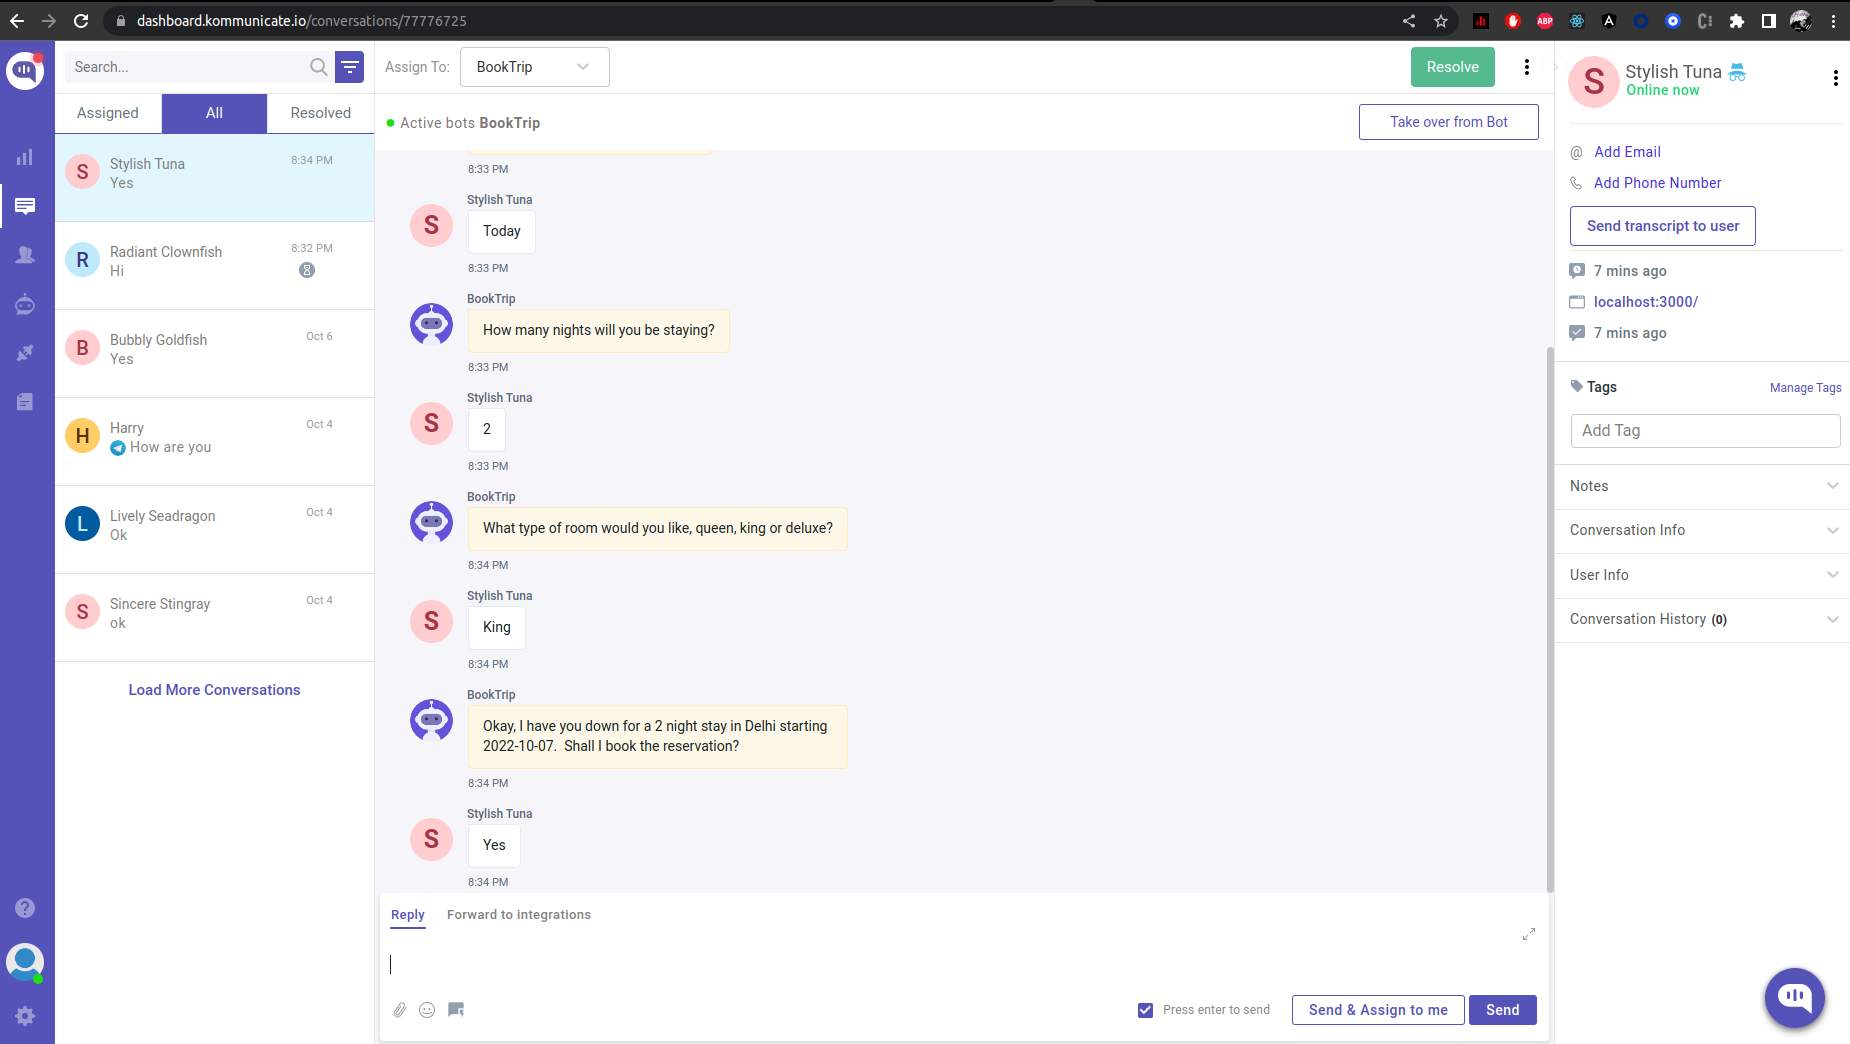 dashboard.kommunicate.io/conversations/77776725
ABP
Search...
Assigned
All
Resolved
S
Stylish Tuna
8:34 PM
Yes
R
Radiant Clownfish
8:32 PM
Hi
B
Bubbly Goldfish
Oct 6
Yes
H
Harry
Oct 4
How are you
L
Lively Seadragon
Oct 4
Ok
S
Sincere Stingray
Oct 4
ok
Load More Conversations
Assign To:
BookTrip
Resolve
Active bots BookTrip
Take over from Bot
8:33 PM
Stylish Tuna
S
Today
8:33 PM
BookTrip
How many nights will you be staying?
8:33 PM
Stylish Tuna
S
2
8:33 PM
BookTrip
What type of room would you like, queen, king or deluxe?
8:34 PM
Stylish Tuna
S
King
8:34 PM
BookTrip
Okay, I have you down for a 2 night stay in Delhi starting
2022-10-07.  Shall I book the reservation?
8:34 PM
Stylish Tuna
S
Yes
8:34 PM
Reply
Forward to integrations
Press enter to send
Send & Assign to me
Send
S
Stylish Tuna
Online now
@ Add Email
Add Phone Number
Send transcript to user
7 mins ago
localhost:3000/
7 mins ago
Tags
Manage Tags
Add Tag
Notes
Conversation Info
User Info
Conversation History (0)